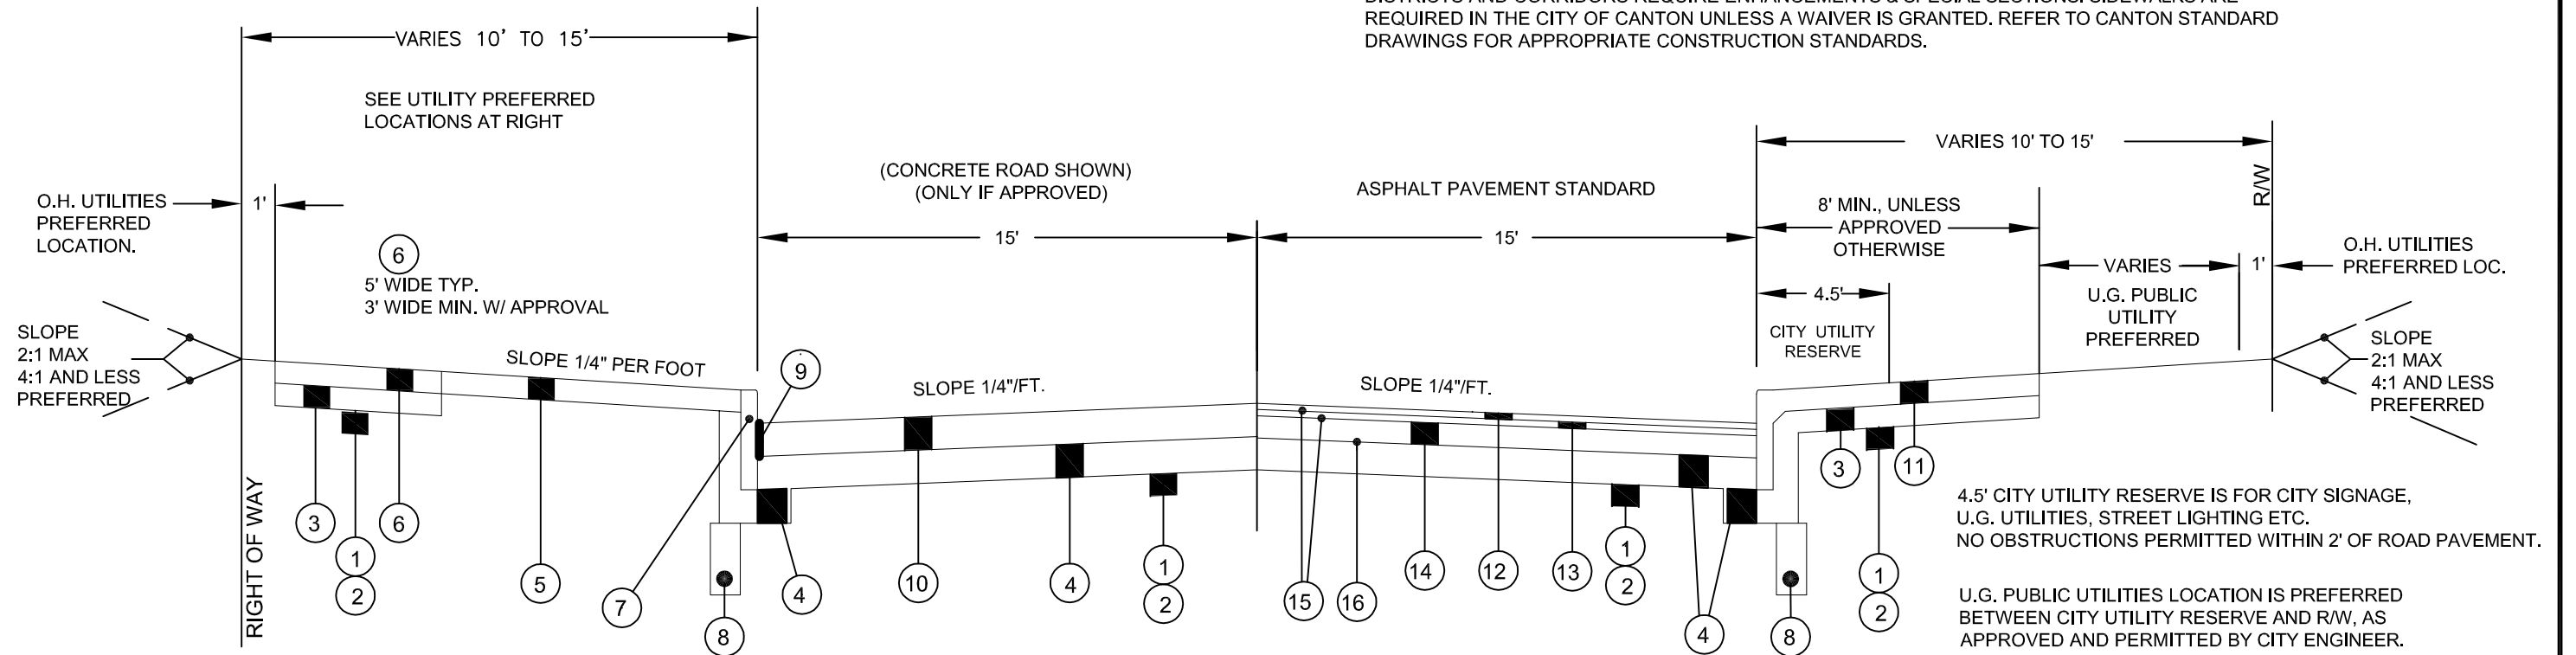 DISTRICTS AND CORRIDORS REQUIRE ENHANCEMENTS & SPECIAL SECTIONS. SIDEWALKS ARE
REQUIRED IN THE CITY OF CANTON UNLESS A WAIVER IS GRANTED. REFER TO CANTON STANDARD
DRAWINGS FOR APPROPRIATE CONSTRUCTION STANDARDS.
VARIES 10' TO 15'
SEE UTILITY PREFERRED
LOCATIONS AT RIGHT
O.H. UTILITIES
PREFERRED
LOCATION.
1'
6
5' WIDE TYP.
3' WIDE MIN. W/ APPROVAL
SLOPE
2:1 MAX
4:1 AND LESS
PREFERRED
SLOPE 1/4" PER FOOT
RIGHT OF WAY
(CONCRETE ROAD SHOWN)
(ONLY IF APPROVED)
15'
9
SLOPE 1/4"/FT.
ASPHALT PAVEMENT STANDARD
15'
SLOPE 1/4"/FT.
VARIES 10' TO 15'
R/W
8' MIN., UNLESS
APPROVED
OTHERWISE
VARIES
1'
O.H. UTILITIES
PREFERRED LOC.
4.5'
CITY UTILITY
RESERVE
U.G. PUBLIC
UTILITY
PREFERRED
SLOPE
2:1 MAX
4:1 AND LESS
PREFERRED
3
1
2
6
5
7
8
4
10
4
1
2
15
16
14
12
13
1
2
4
8
3
1
2
11
4.5' CITY UTILITY RESERVE IS FOR CITY SIGNAGE,
U.G. UTILITIES, STREET LIGHTING ETC.
NO OBSTRUCTIONS PERMITTED WITHIN 2' OF ROAD PAVEMENT.
U.G. PUBLIC UTILITIES LOCATION IS PREFERRED
BETWEEN CITY UTILITY RESERVE AND R/W, AS
APPROVED AND PERMITTED BY CITY ENGINEER.